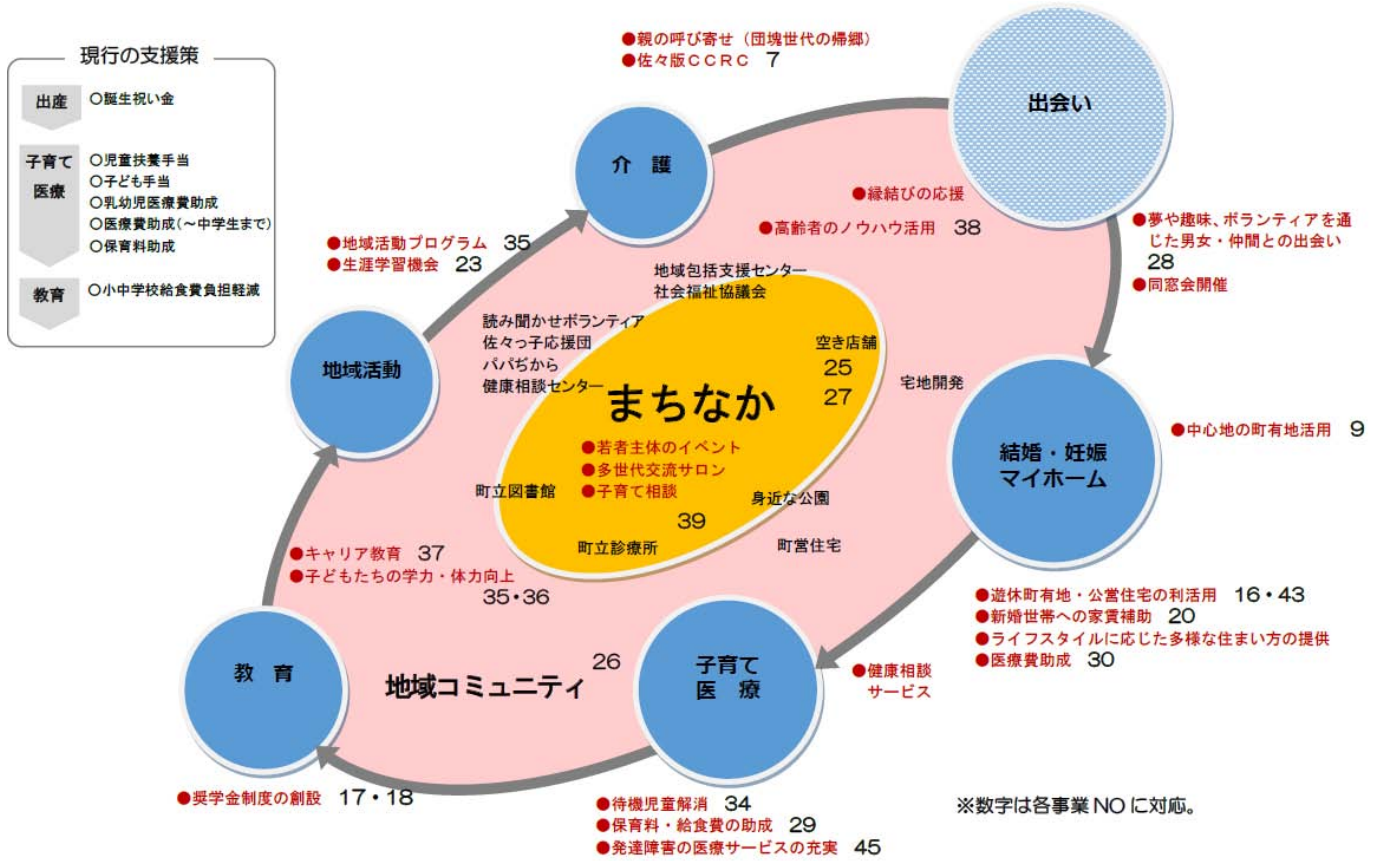 現行の支援策
出産
○誕生祝い金
子育て
医療
○児童扶養手当
○子ども手当
○乳幼児医療費助成
○医療費助成(～中学生まで)
○保育料助成
教育
○小中学校給食費負担軽減
●親の呼び寄せ（団塊世代の帰郷）
●佐々版ＣＣＲＣ 7
出会い
介 護
●縁結びの応援
●高齢者のノウハウ活用 38
●夢や趣味、ボランティアを通
じた男女・仲間との出会い
28
●同窓会開催
●地域活動プログラム 35
●生涯学習機会 23
地域包括支援センター
社会福祉協議会
読み聞かせボランティア
佐々っ子応援団
パパぢから
健康相談センター
空き店舗
25
27
地域活動
宅地開発
まちなか
●若者主体のイベント
●多世代交流サロン
●子育て相談
39
●中心地の町有地活用 9
結婚・妊娠
マイホーム
町立図書館
身近な公園
町立診療所
町営住宅
●キャリア教育 37
●子どもたちの学力・体力向上
35・36
●遊休町有地・公営住宅の利活用 16・43
●新婚世帯への家賃補助 20
●ライフスタイルに応じた多様な住まい方の提供
●医療費助成 30
教 育
地域コミュニティ 26
子育て
医 療
●健康相談
サービス
●奨学金制度の創設 17・18
●待機児童解消 34
●保育料・給食費の助成 29
●発達障害の医療サービスの充実 45
※数字は各事業 NO に対応。